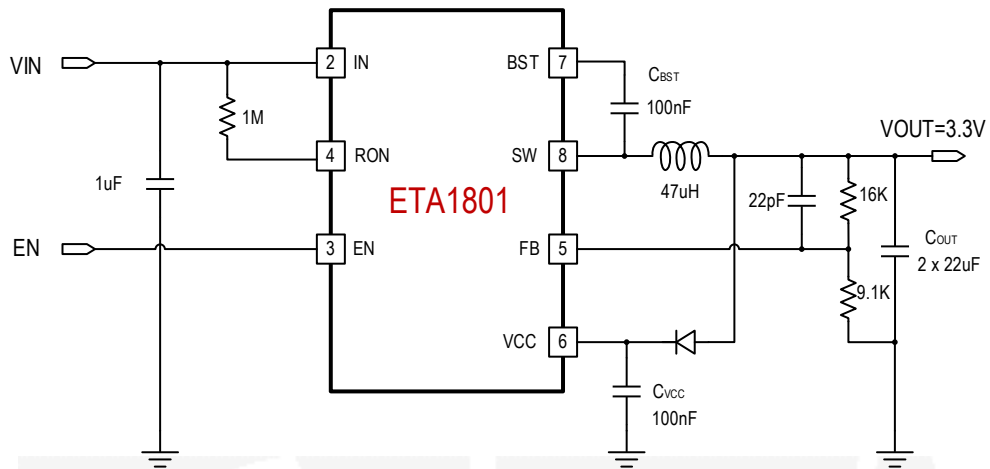 VIN
2
IN
1M
4
RON
1uF
ETA1801
EN
3
EN
BST
7
CBST
100nF
VOUT=3.3V
SW
8
47uH
22pF
16K
FB
5
COUT
2 x 22uF
9.1K
VCC
6
CVCC
100nF